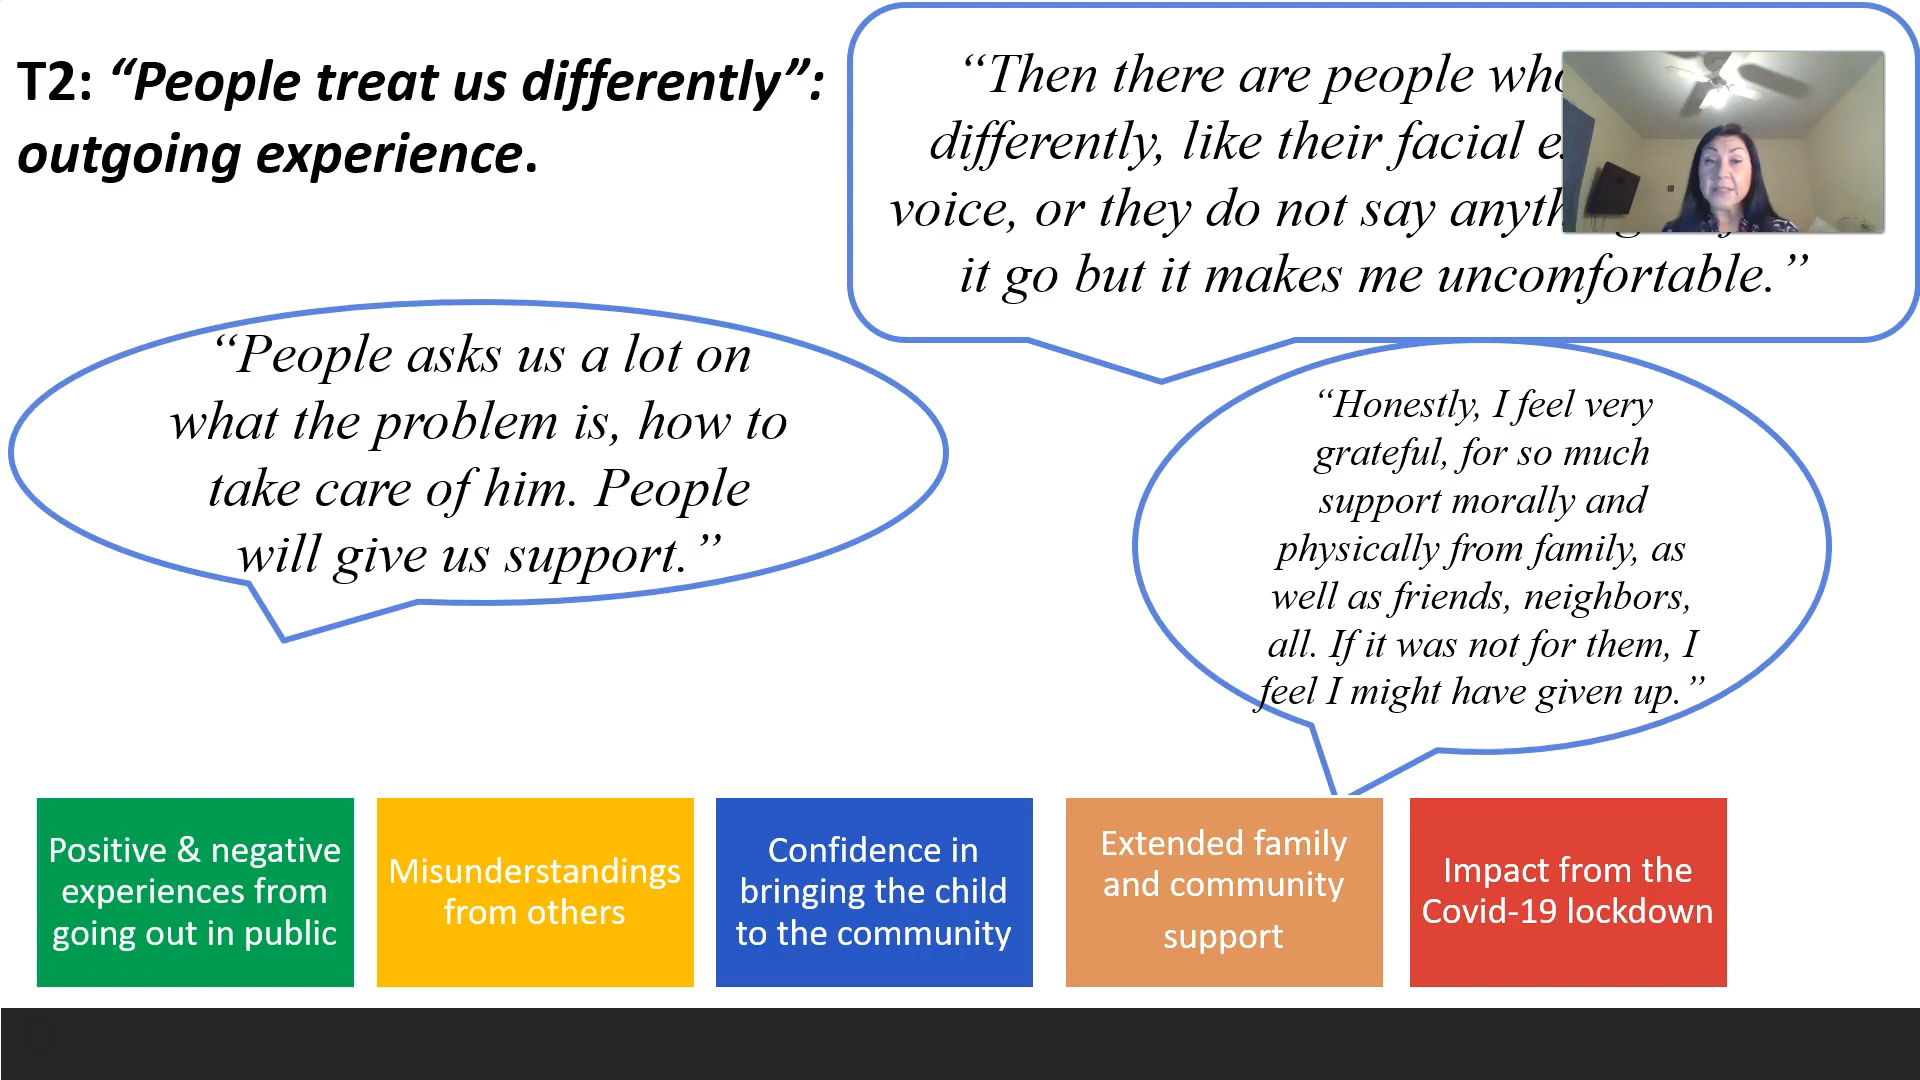 T2: “People treat us differently”:
outgoing experience.
“Then there are people who
differently, like their facial
voice, or they do not say
it go but it makes me uncomfortable.”
“People asks us a lot on
what the problem is, how to
take care of him. People
will give us support.”
“Honestly, I feel very
grateful, for so much
support morally and
physically from family, as
well as friends, neighbors,
all. If it was not for them, I
feel I might have given up.”
Positive & negative
experiences from
going out in public
Misunderstandings
from others
Confidence in
bringing the child
to the community
Extended family
and community
support
Impact from the
Covid-19 lockdown